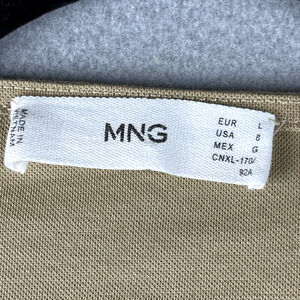 MADE IN
VIETNAM
MNG
EUR L
USA 8
MEX G
CNXL-170/
92A